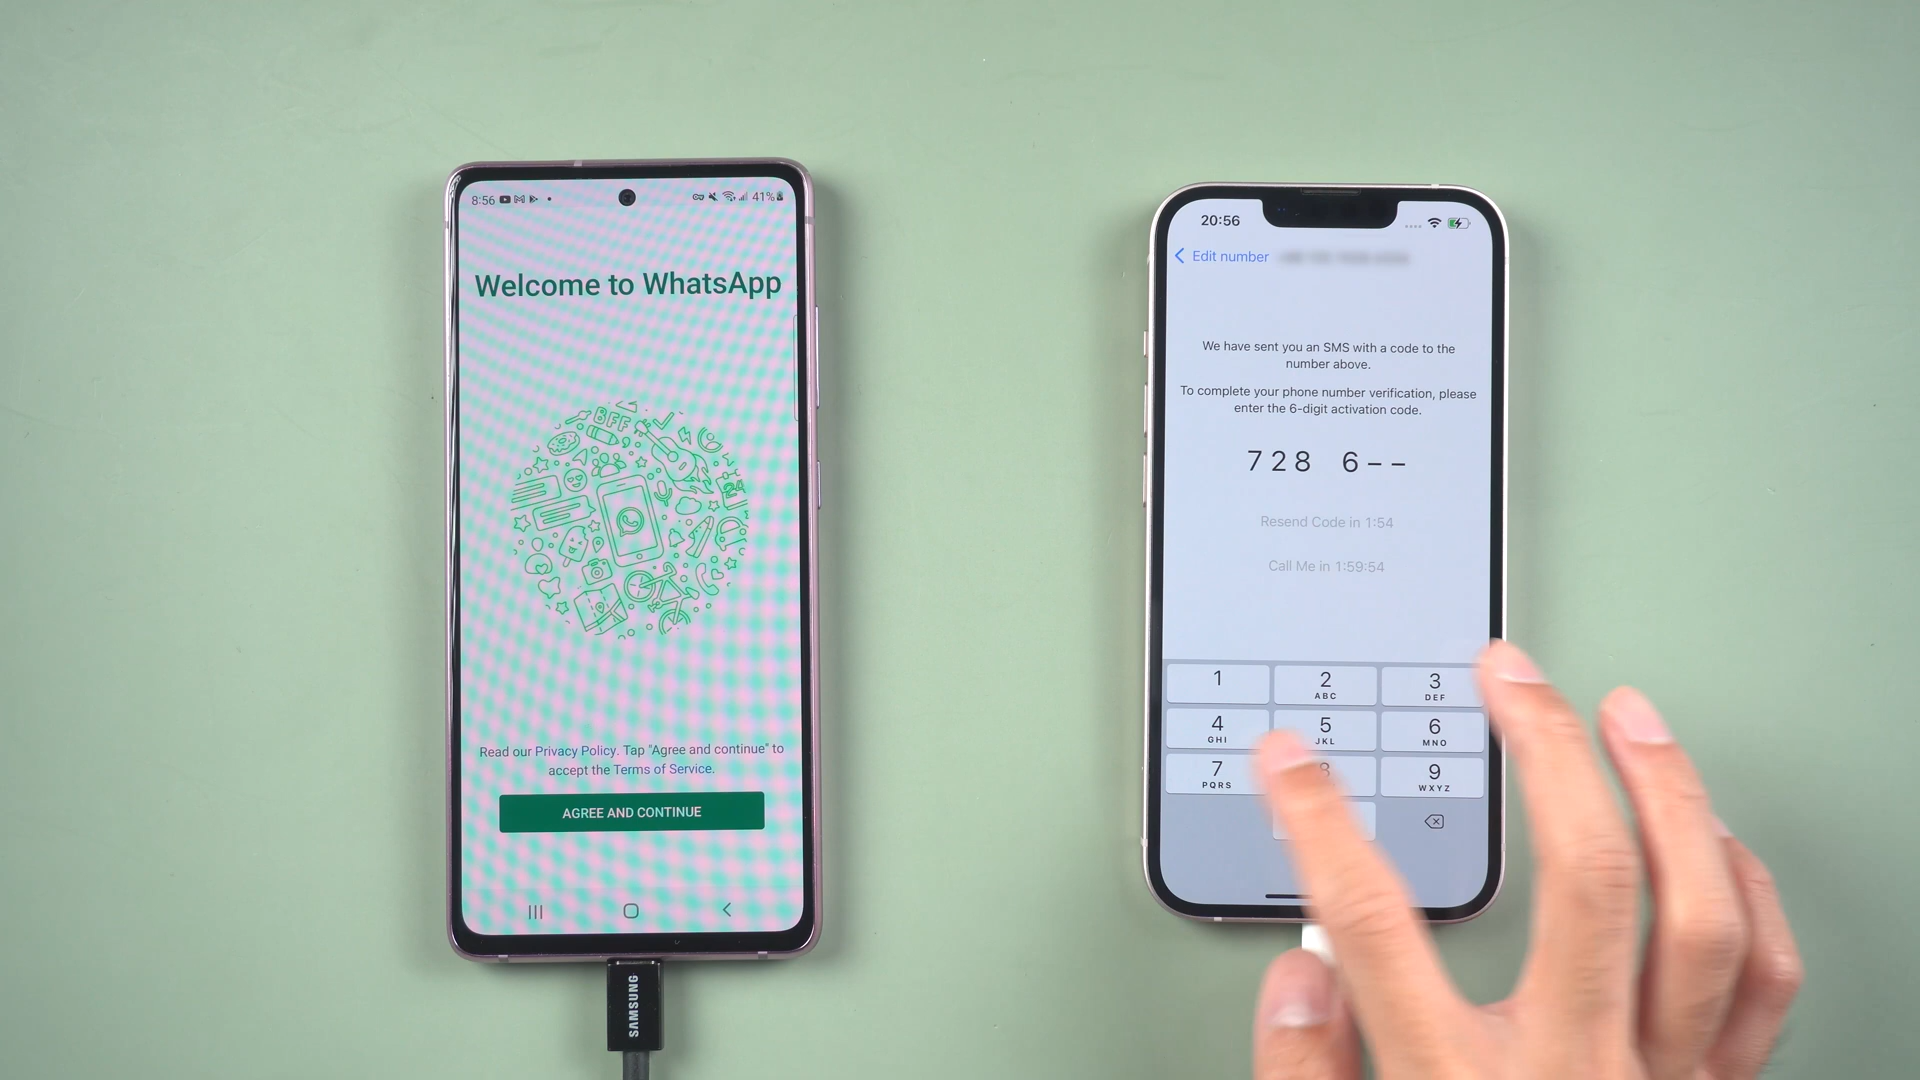 8:56
41%
Welcome to WhatsApp
BFF
24
Read our Privacy Policy. Tap "Agree and continue" to
accept the Terms of Service.
AGREE AND CONTINUE
SAMSUNG
20:56
Edit number
We have sent you an SMS with a code to the
number above.
To complete your phone number verification, please
enter the 6-digit activation code.
728 6––
Resend Code in 1:54
Call Me in 1:59:54
1 2 3
ABC DEF
4 5 6
GHI JKL MNO
7 8 9
PQRS WXYZ